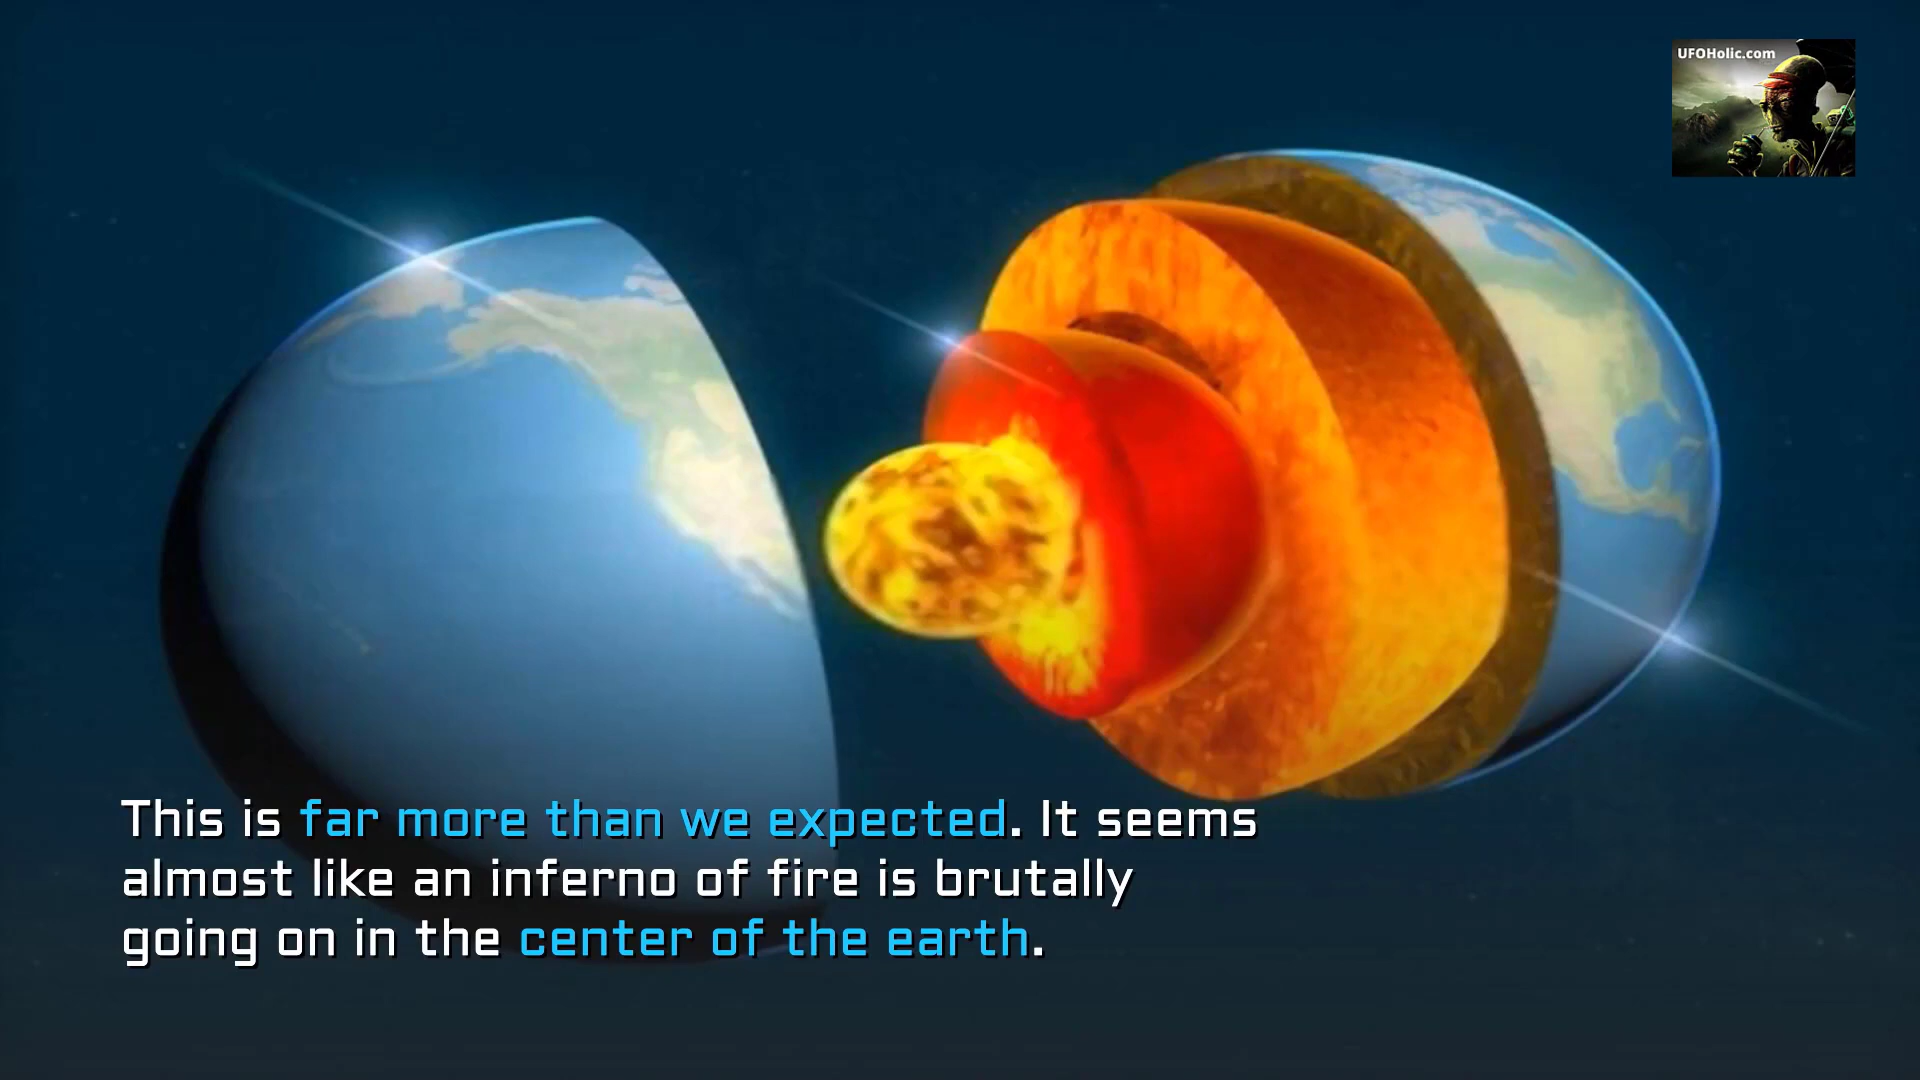 UFOHolic.com
This is far more than we expected. It seems
almost like an inferno of fire is brutally
going on in the center of the earth.